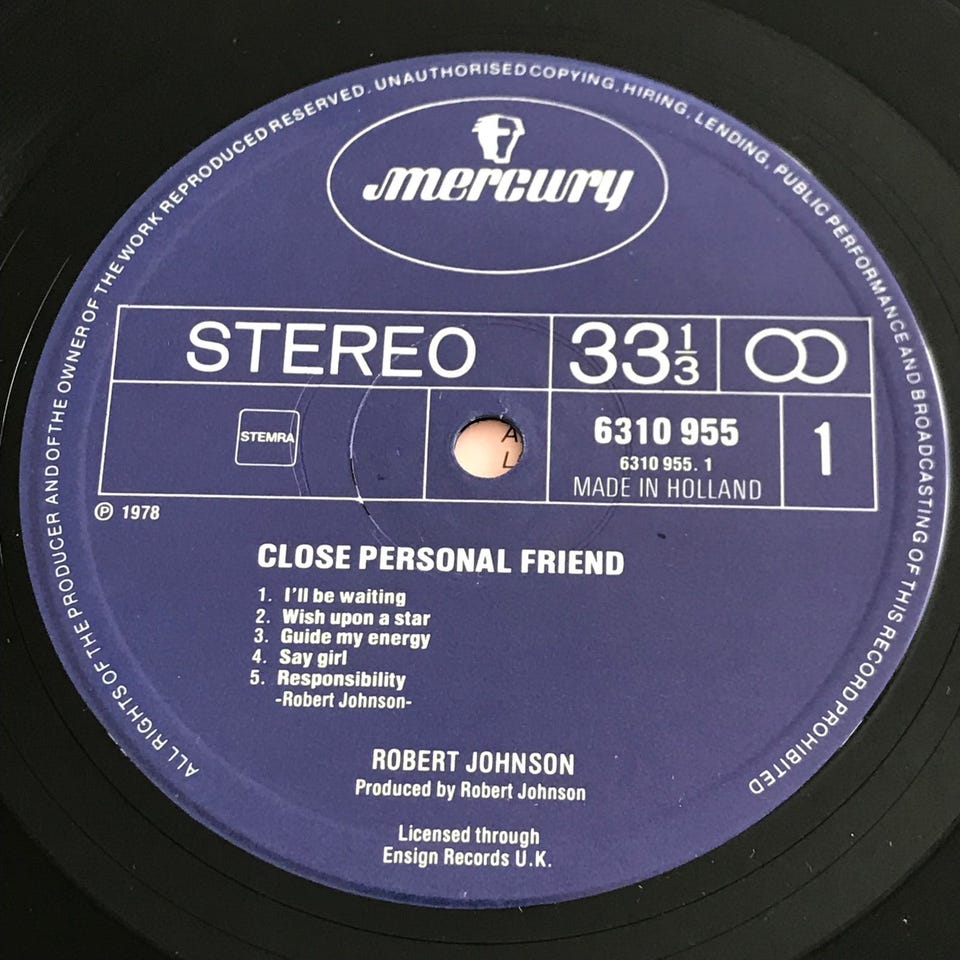 ALL RIGHTS OF THE PRODUCER AND OF THE OWNER OF THE WORK REPRODUCED RESERVED. UNAUTHORISED COPYING, HIRING, LENDING, PUBLIC PERFORMANCE AND BROADCASTING OF THIS RECORD PROHIBITED
mercury
STEREO 33 1/3
STEMRA 6310 955 1
6310 955.1
MADE IN HOLLAND
A
L
℗ 1978
CLOSE PERSONAL FRIEND
1. I'll be waiting
2. Wish upon a star
3. Guide my energy
4. Say girl
5. Responsibility
-Robert Johnson-
ROBERT JOHNSON
Produced by Robert Johnson
Licensed through
Ensign Records U.K.